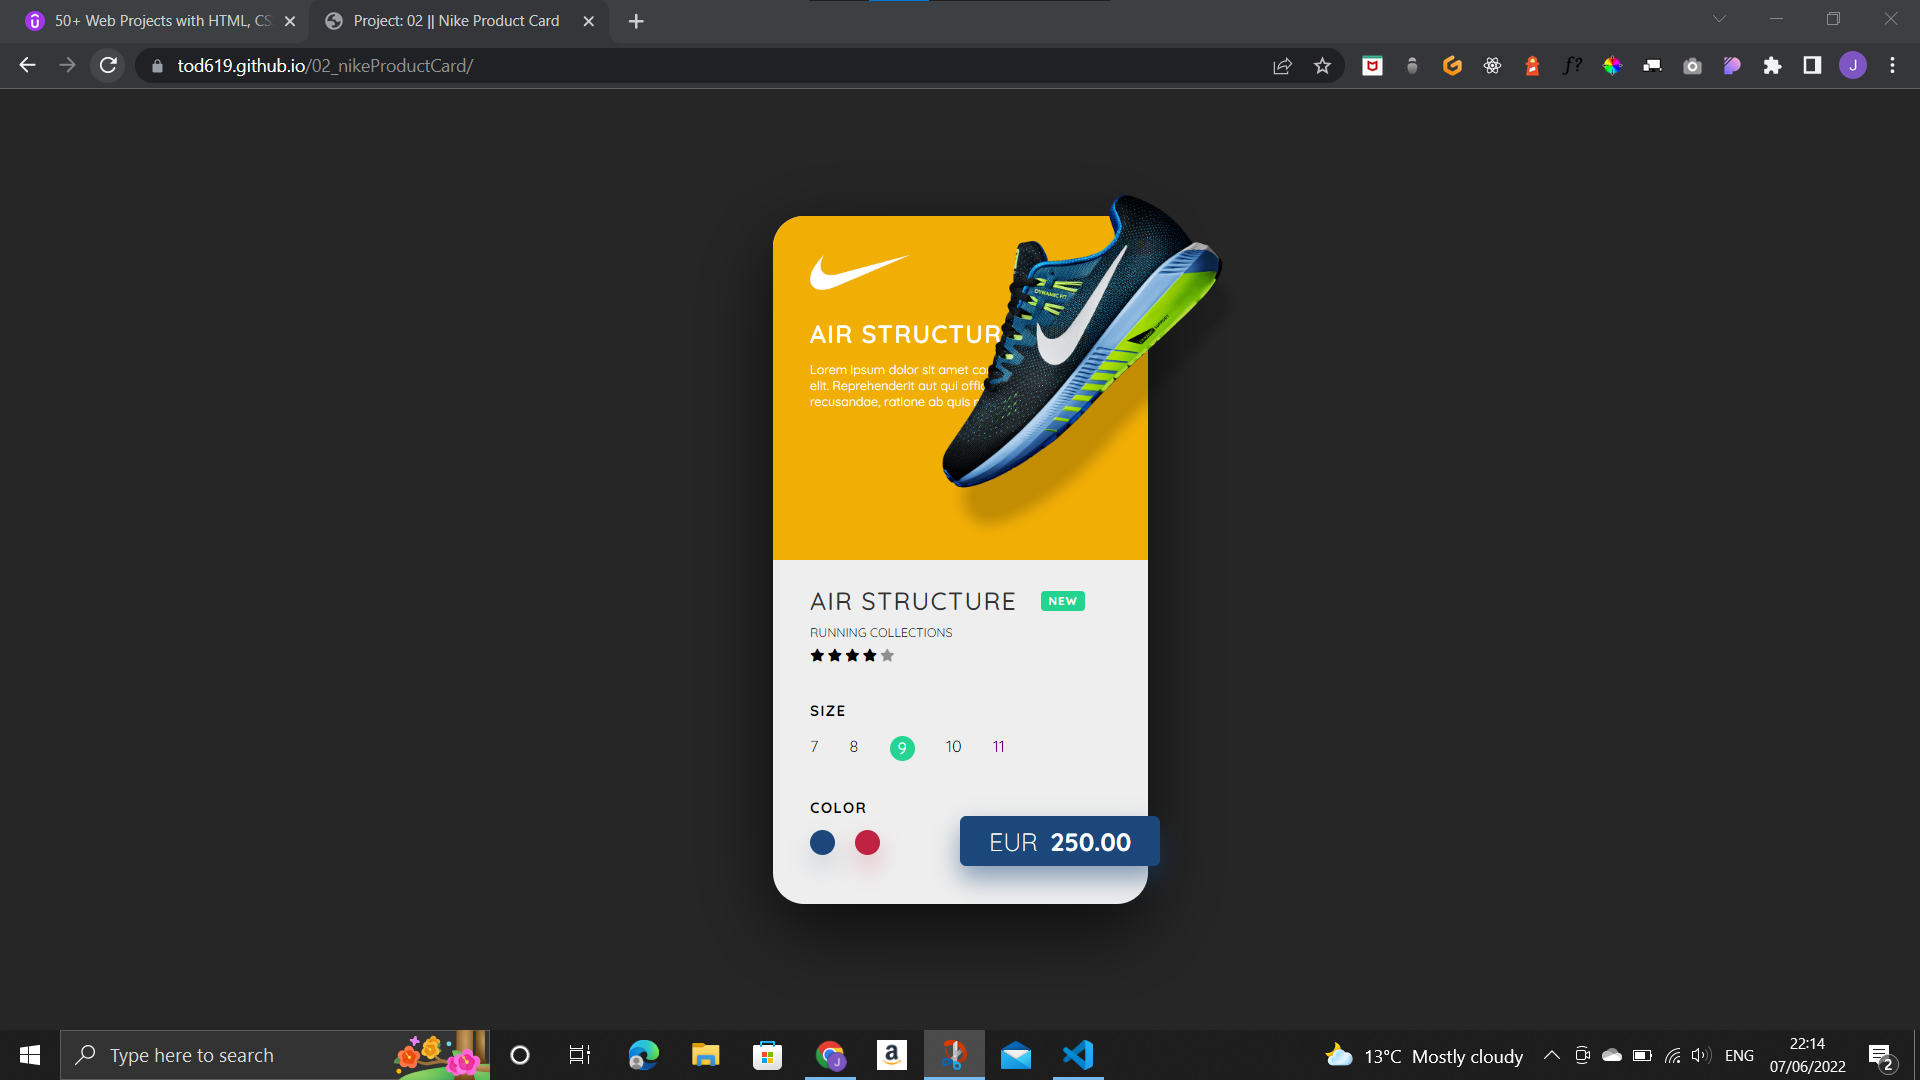 50+ Web Projects with HTML, CS
Project: 02 || Nike Product Card
tod619.github.io/02_nikeProductCard/
f?
J
AIR STRUCTUR
Lorem ipsum dolor sit amet co
elit. Reprehenderit aut qui offic
recusandae, ratione ab quis
DYNAMIC FIT
AIR STRUCTURE NEW
RUNNING COLLECTIONS
SIZE
7 8 9 10 11
COLOR
EUR 250.00
Type here to search
J
a
13°C Mostly cloudy
ENG
22:14
07/06/2022
2